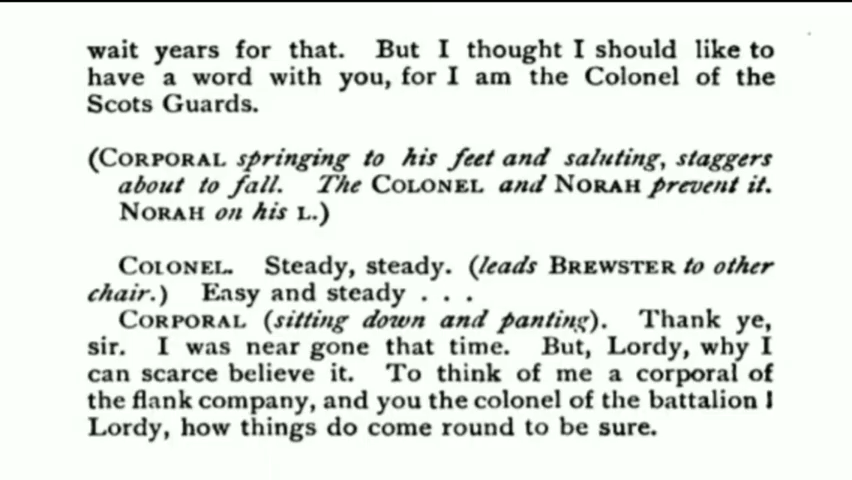 wait years for that. But I thought I should like to
have a word with you, for I am the Colonel of the
Scots Guards.
(CORPORAL springing to his feet and saluting, staggers
about to fall. The COLONEL and NORAH prevent it.
NORAH on his L.)
COLONEL. Steady, steady. (leads BREWSTER to other
chair.) Easy and steady . . .
CORPORAL (sitting down and panting). Thank ye,
sir. I was near gone that time. But, Lordy, why I
can scarce believe it. To think of me a corporal of
the flank company, and you the colonel of the battalion !
Lordy, how things do come round to be sure.